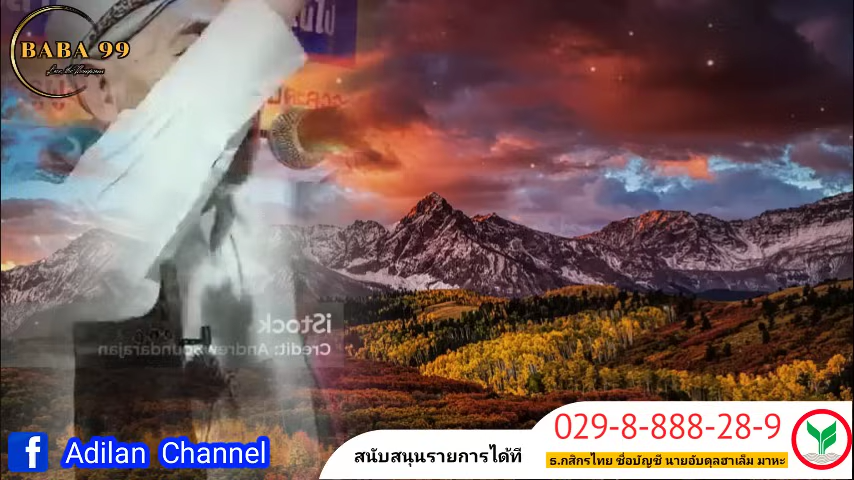 BABA 99
iStock
Credit: Andrew Soundararajan
Adilan Channel
สนับสนุนรายการได้ที่
029-8-888-28-9
ธ.กสิกรไทย ชื่อบัญชี นายอับดุลฮาเล็ม มาหะ